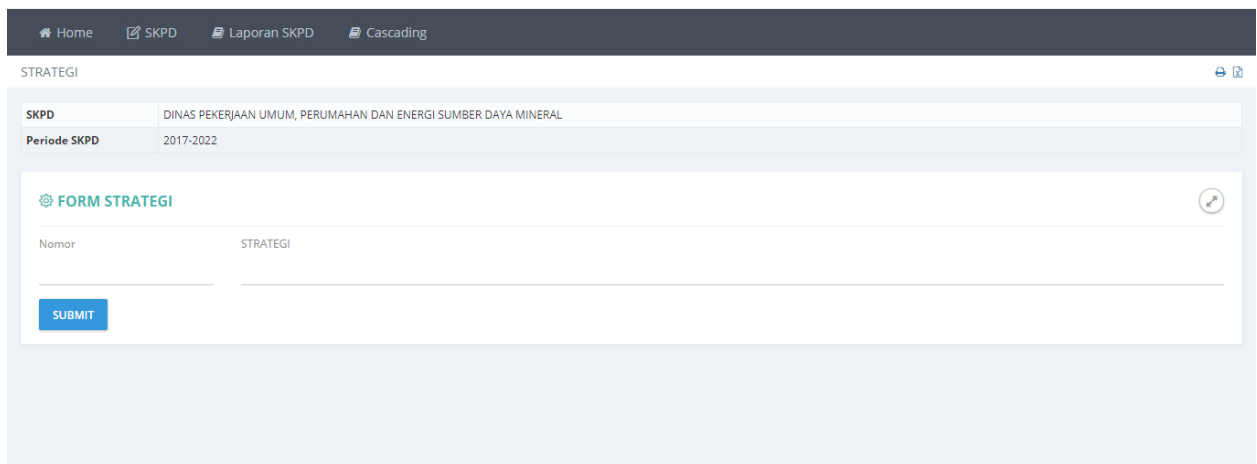 Home SKPD Laporan SKPD Cascading
STRATEGI
SKPD DINAS PEKERJAAN UMUM, PERUMAHAN DAN ENERGI SUMBER DAYA MINERAL
Periode SKPD 2017-2022
FORM STRATEGI
Nomor STRATEGI
SUBMIT